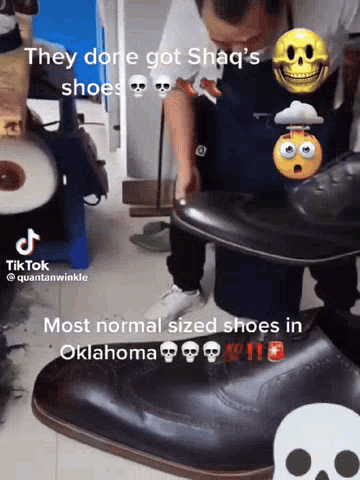 They done got Shaq's
shoes💀💀👠👠
TikTok
@quantanwinkle
Most normal sized shoes in
Oklahoma💀💀💀💯‼️🚨